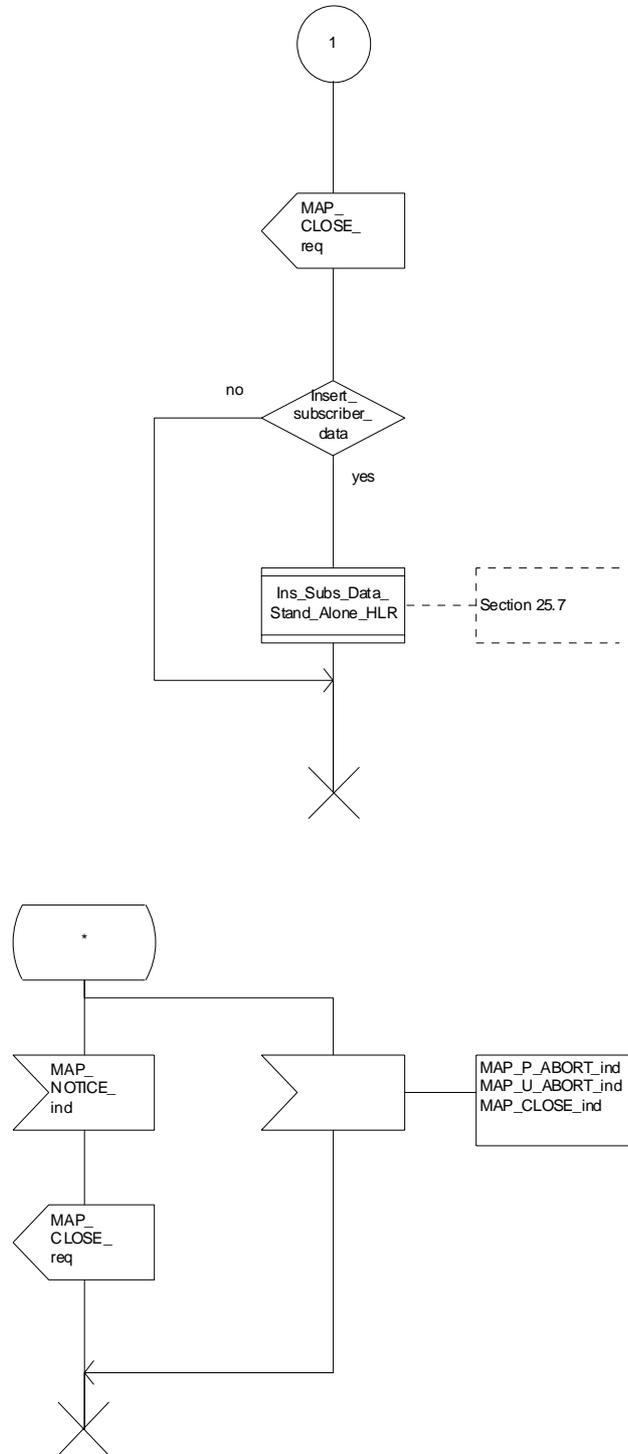 1
MAP_
CLOSE_
req
no
Insert_
subscriber_
data
yes
Ins_Subs_Data_
Stand_Alone_HLR
Section 25.7
*
MAP_
NOTICE_
ind
MAP_P_ABORT_ind
MAP_U_ABORT_ind
MAP_CLOSE_ind
MAP_
CLOSE_
req